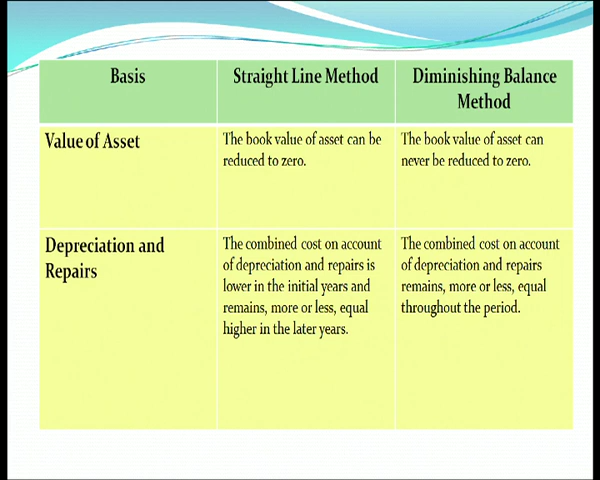 Basis
Straight Line Method
Diminishing Balance
Method
Value of Asset
The book value of asset can be
reduced to zero.
The book value of asset can
never be reduced to zero.
Depreciation and
Repairs
The combined cost on account
of depreciation and repairs is
lower in the initial years and
remains, more or less, equal
higher in the later years.
The combined cost on account
of depreciation and repairs
remains, more or less, equal
throughout the period.